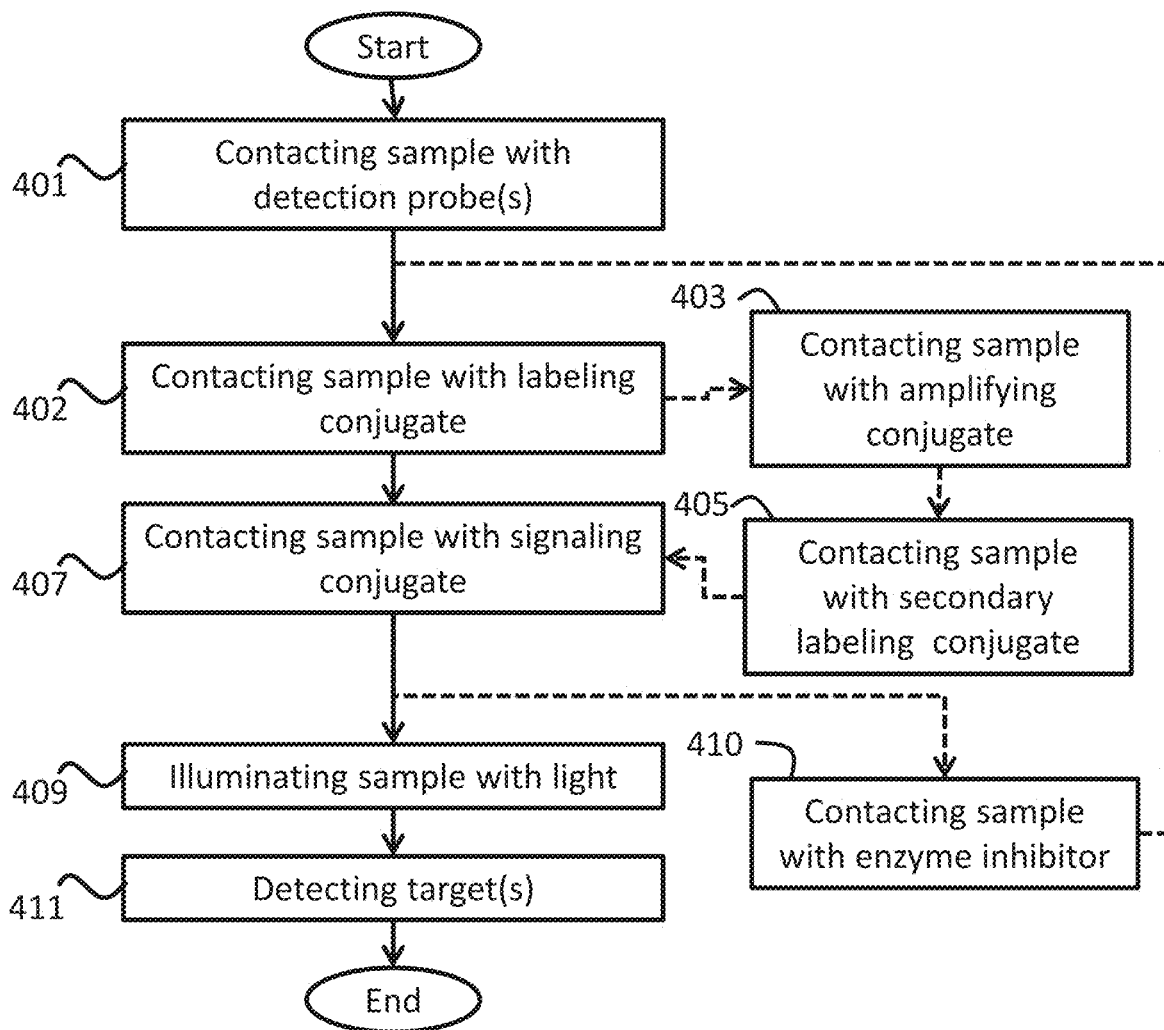 Start
401
Contacting sample with
detection probe(s)
402
Contacting sample with labeling
conjugate
403
Contacting sample
with amplifying
conjugate
405
Contacting sample
with secondary
labeling conjugate
407
Contacting sample with signaling
conjugate
409
Illuminating sample with light
410
Contacting sample
with enzyme inhibitor
411
Detecting target(s)
End